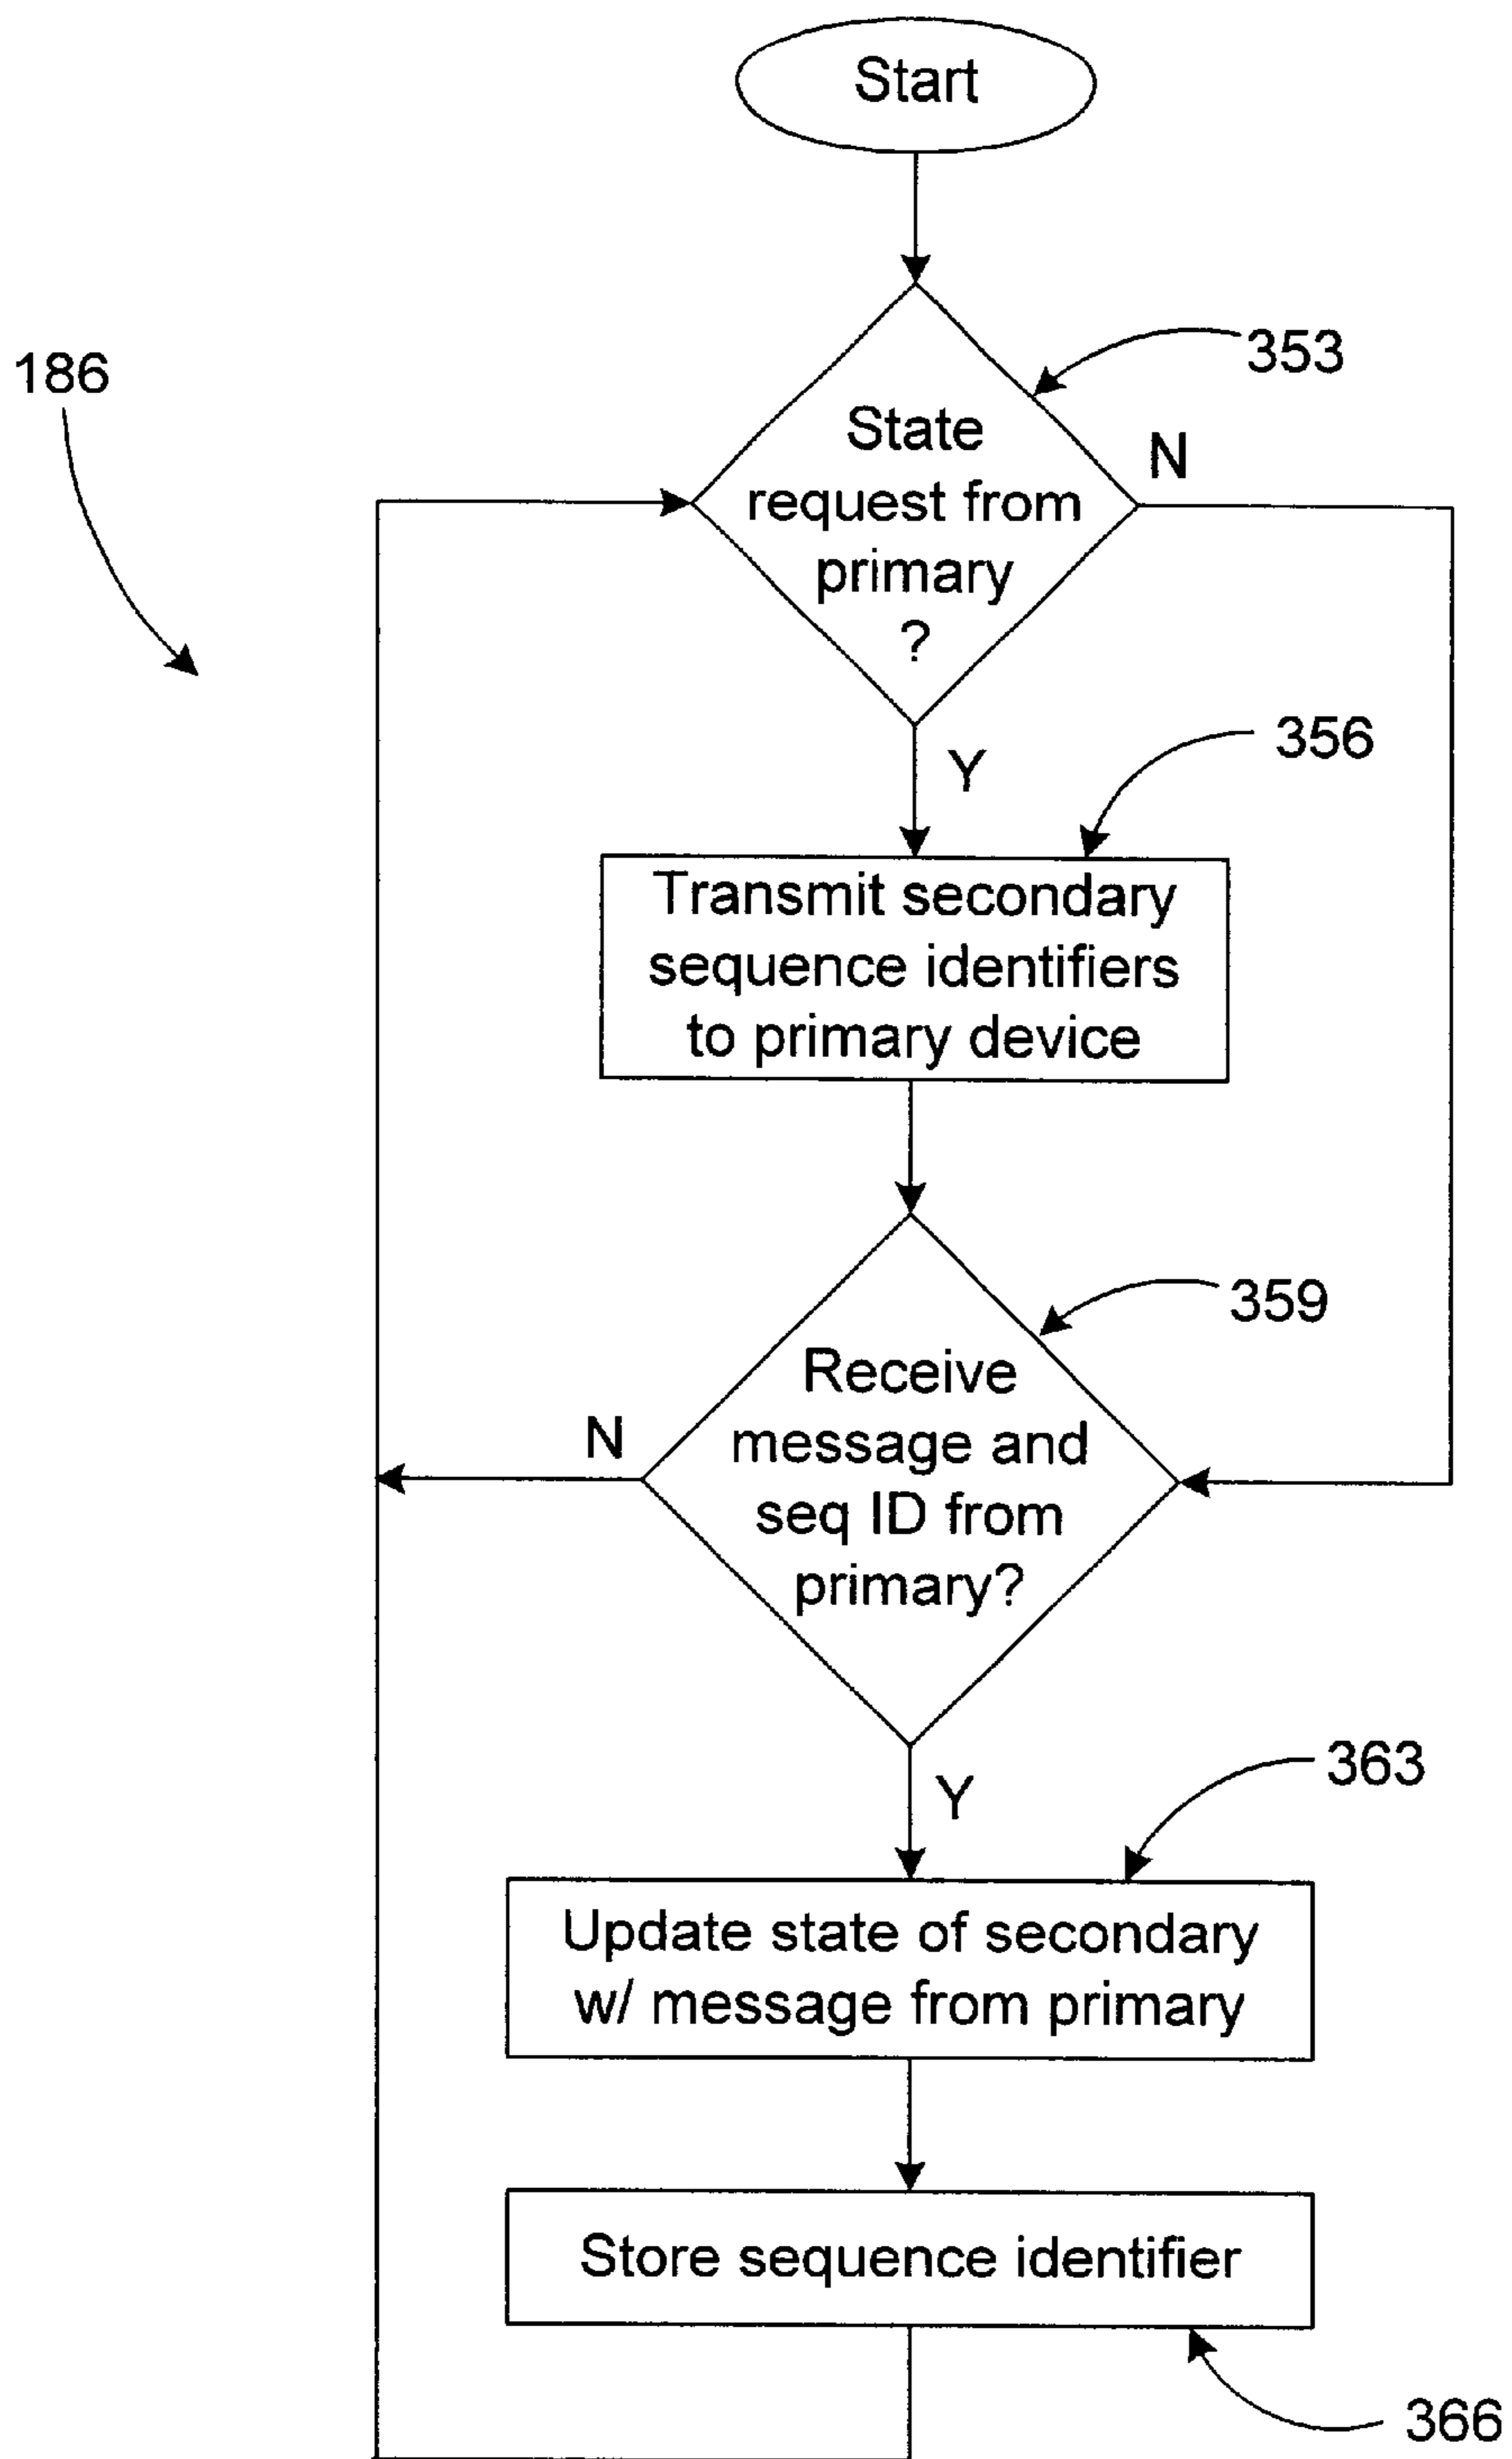 Start
186
353
State
request from
primary
?
N
Y
356
Transmit secondary
sequence identifiers
to primary device
359
Receive
message and
seq ID from
primary?
N
Y
363
Update state of secondary
w/ message from primary
Store sequence identifier
366